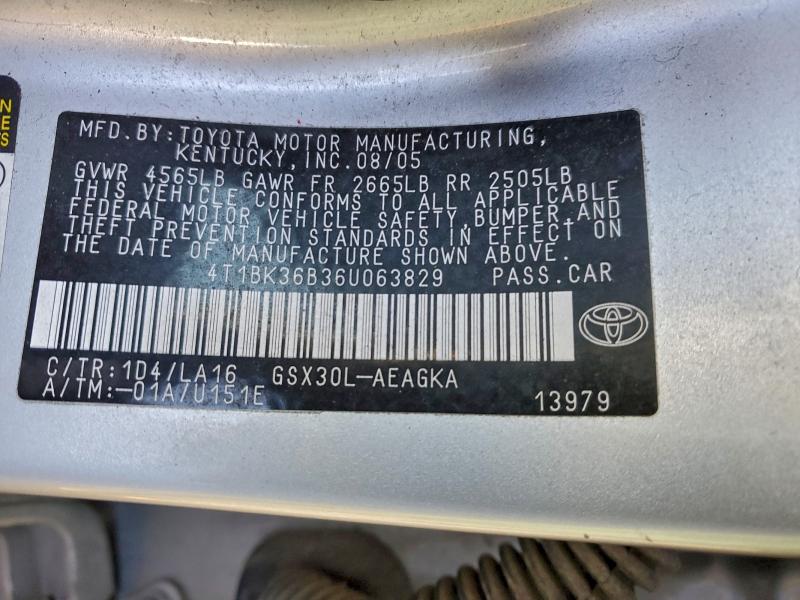 N
E
S
MFD. BY: TOYOTA MOTOR MANUFACTURING,
KENTUCKY, INC. 08/05
GVWR 4565LB GAWR FR 2665LB RR 2505LB
THIS VEHICLE CONFORMS TO ALL APPLICABLE
FEDERAL MOTOR VEHICLE SAFETY, BUMPER, AND
THEFT PREVENTION STANDARDS IN EFFECT ON
THE DATE OF MANUFACTURE SHOWN ABOVE.
4T1BK36B36U063829 PASS.CAR
C/TR:1D4/LA16 GSX30L-AEAGKA
A/TM:-01A/U151E 13979